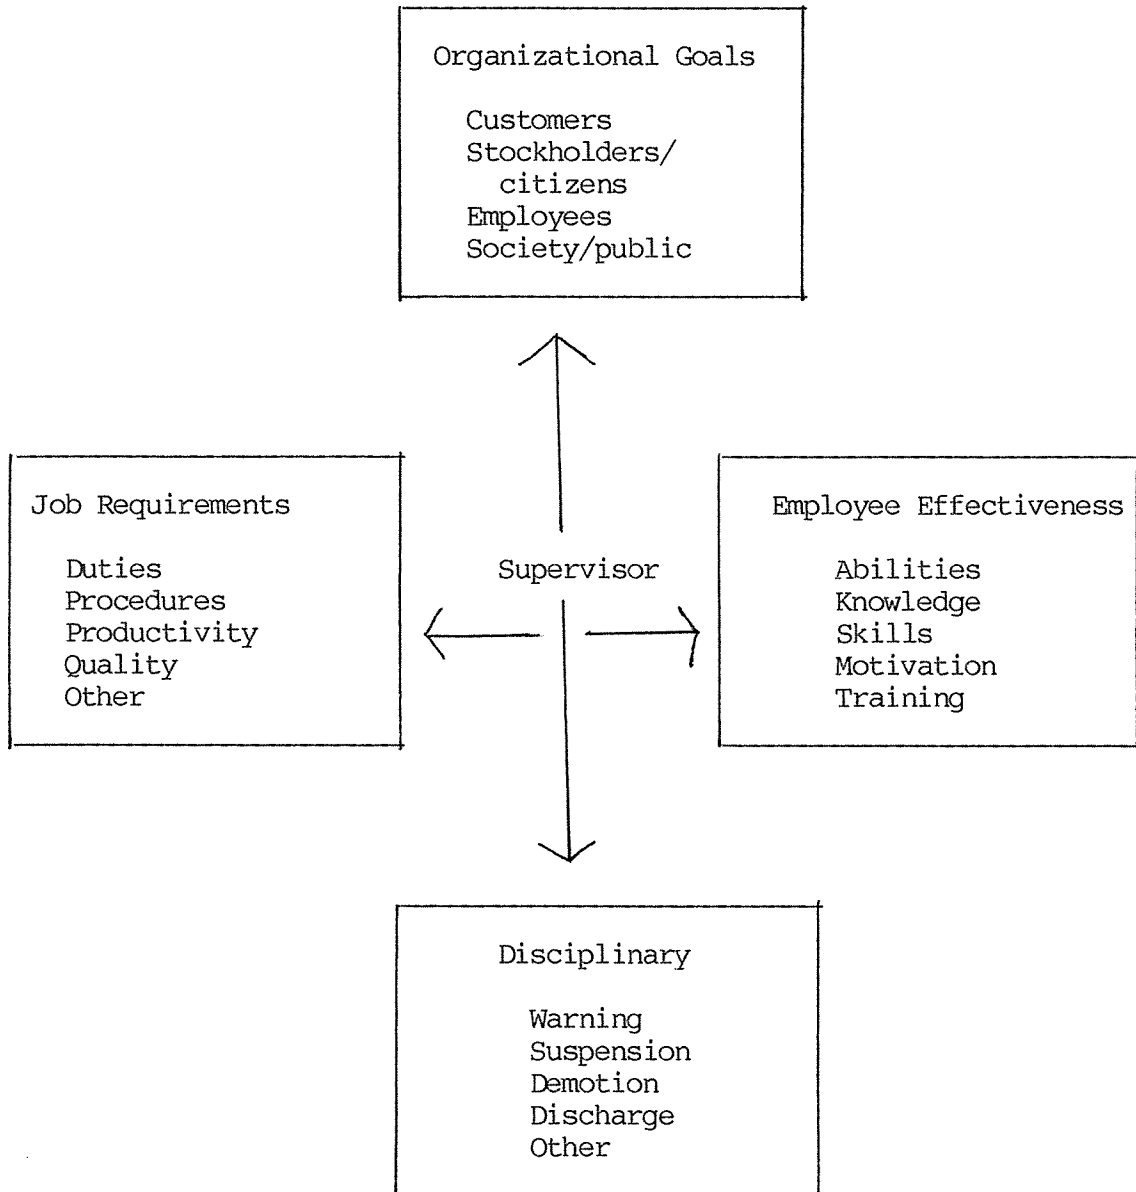 Organizational Goals
Customers
Stockholders/
citizens
Employees
Society/public
Job Requirements
Duties
Procedures
Productivity
Quality
Other
Supervisor
Employee Effectiveness
Abilities
Knowledge
Skills
Motivation
Training
Disciplinary
Warning
Suspension
Demotion
Discharge
Other